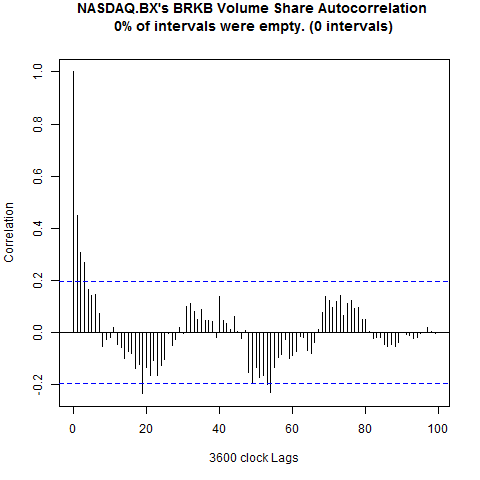 NASDAQ.BX's BRKB Volume Share Autocorrelation
0% of intervals were empty. (0 intervals)
1.0
0.8
0.6
0.4
0.2
0.0
-0.2
Correlation
0 20 40 60 80 100
3600 clock Lags